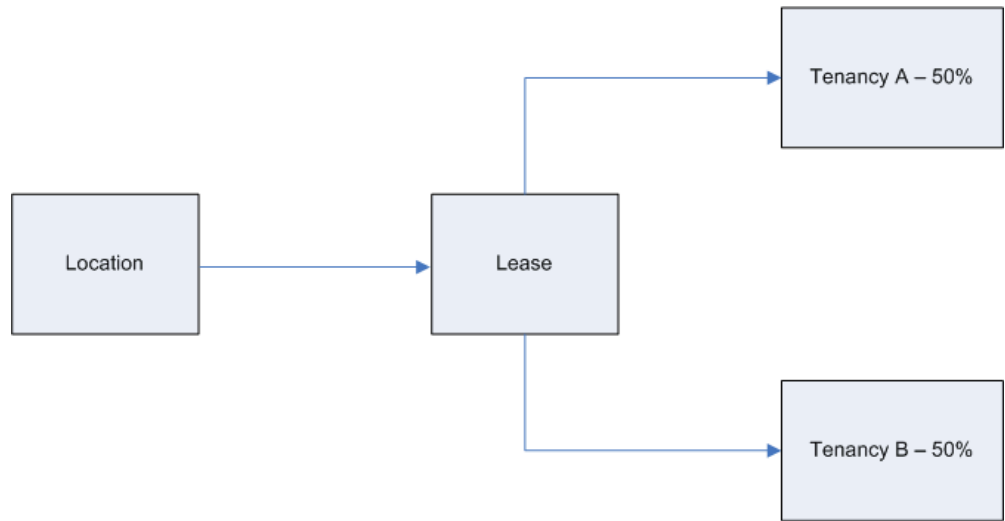 Tenancy A – 50%
Location
Lease
Tenancy B – 50%